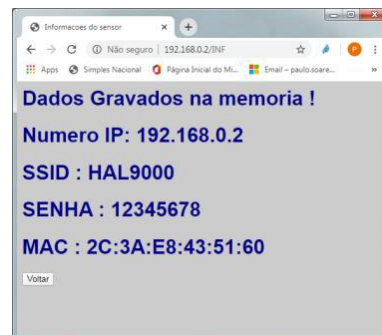 Informacoes do sensor
Não seguro | 192.168.0.2/INF
Apps Simples Nacional Página Inicial do Mi... Email – paulo.soare... »
Dados Gravados na memoria !
Numero IP: 192.168.0.2
SSID : HAL9000
SENHA : 12345678
MAC : 2C:3A:E8:43:51:60
Voltar